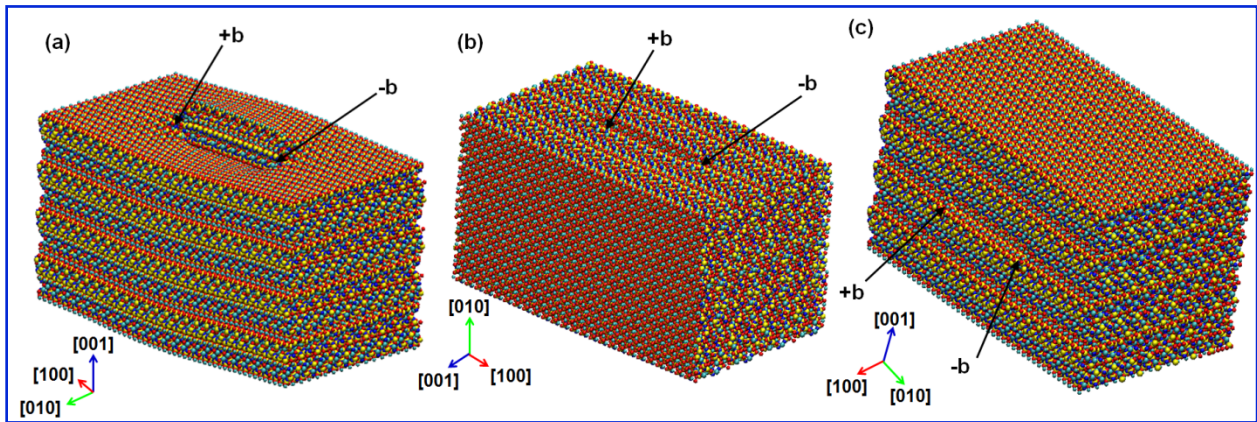 (a)
+b
-b
[001]
[100]
[010]
(b)
+b
-b
[010]
[001]
[100]
(c)
+b
-b
[001]
[100]
[010]